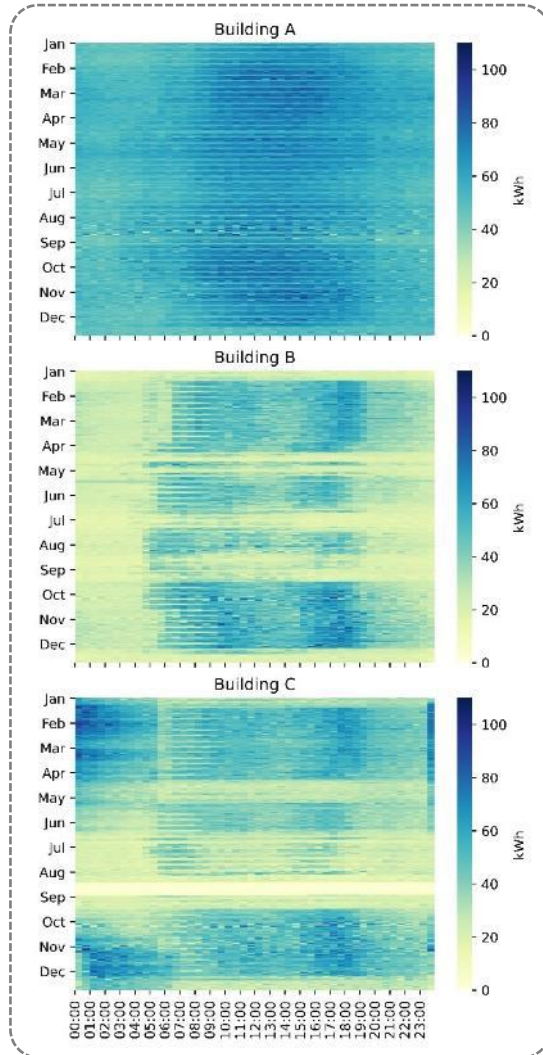 Building A
Jan
Feb
Mar
Apr
May
Jun
Jul
Aug
Sep
Oct
Nov
Dec
100
80
60
40
20
0
kWh
Building B
Jan
Feb
Mar
Apr
May
Jun
Jul
Aug
Sep
Oct
Nov
Dec
100
80
60
40
20
0
kWh
Building C
Jan
Feb
Mar
Apr
May
Jun
Jul
Aug
Sep
Oct
Nov
Dec
100
80
60
40
20
0
kWh
00:00
01:00
02:00
03:00
04:00
05:00
06:00
07:00
08:00
09:00
10:00
11:00
12:00
13:00
14:00
15:00
16:00
17:00
18:00
19:00
20:00
21:00
22:00
23:00